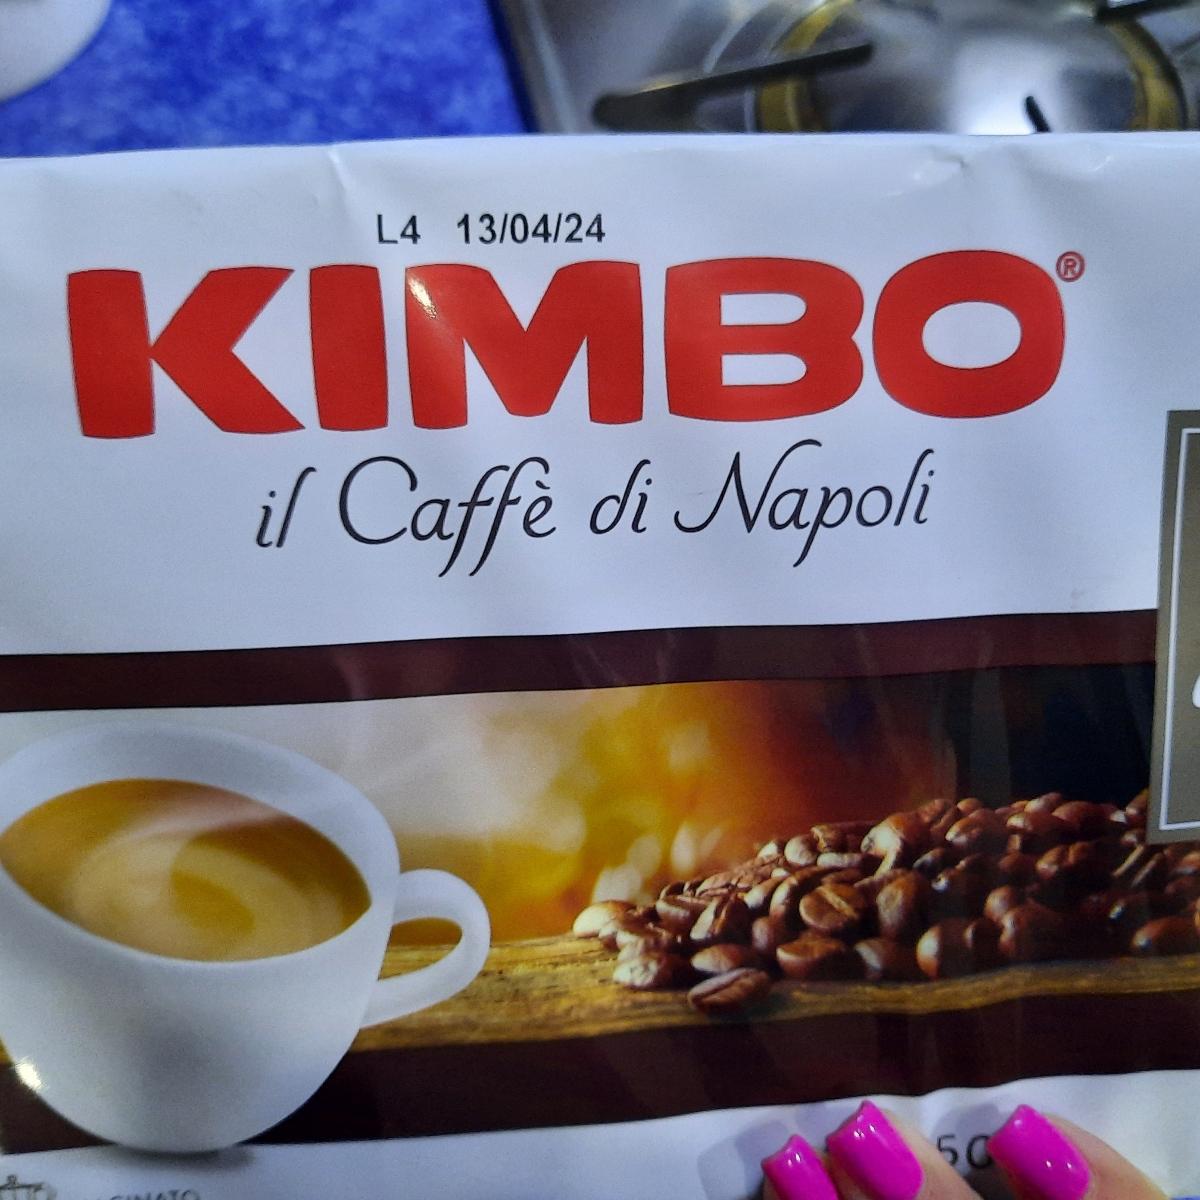 L4 13/04/24
KIMBO®
il Caffè di Napoli